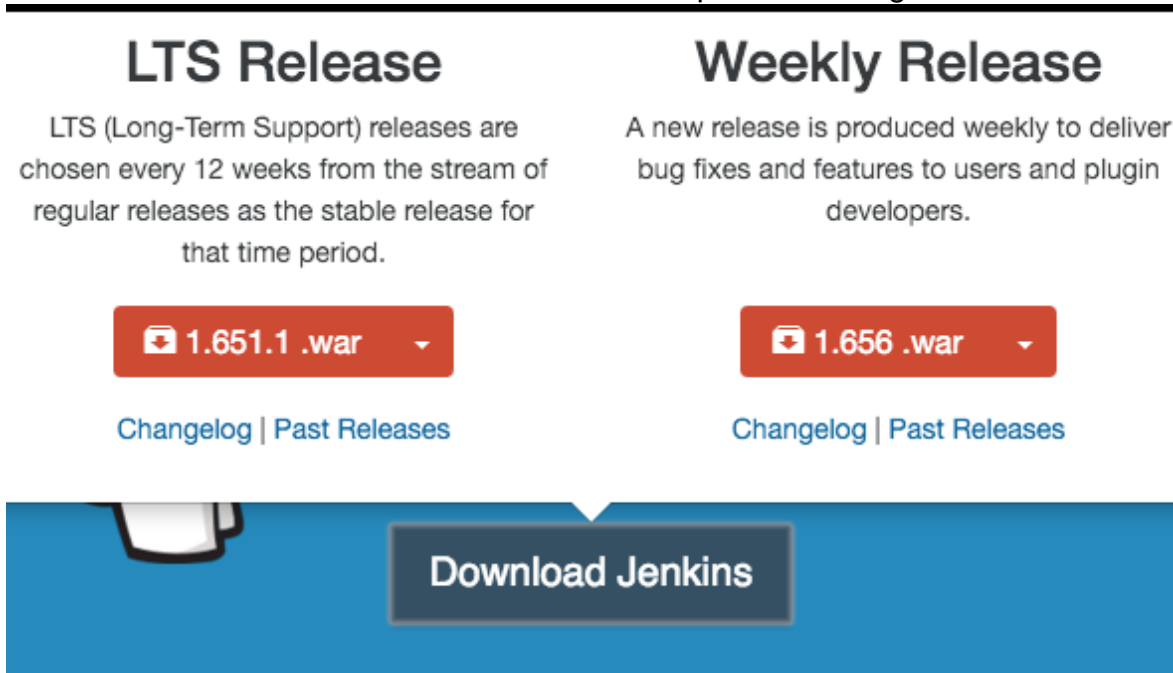 LTS Release
LTS (Long-Term Support) releases are
chosen every 12 weeks from the stream of
regular releases as the stable release for
that time period.
1.651.1 .war
Changelog | Past Releases
Weekly Release
A new release is produced weekly to deliver
bug fixes and features to users and plugin
developers.
1.656 .war
Changelog | Past Releases
Download Jenkins